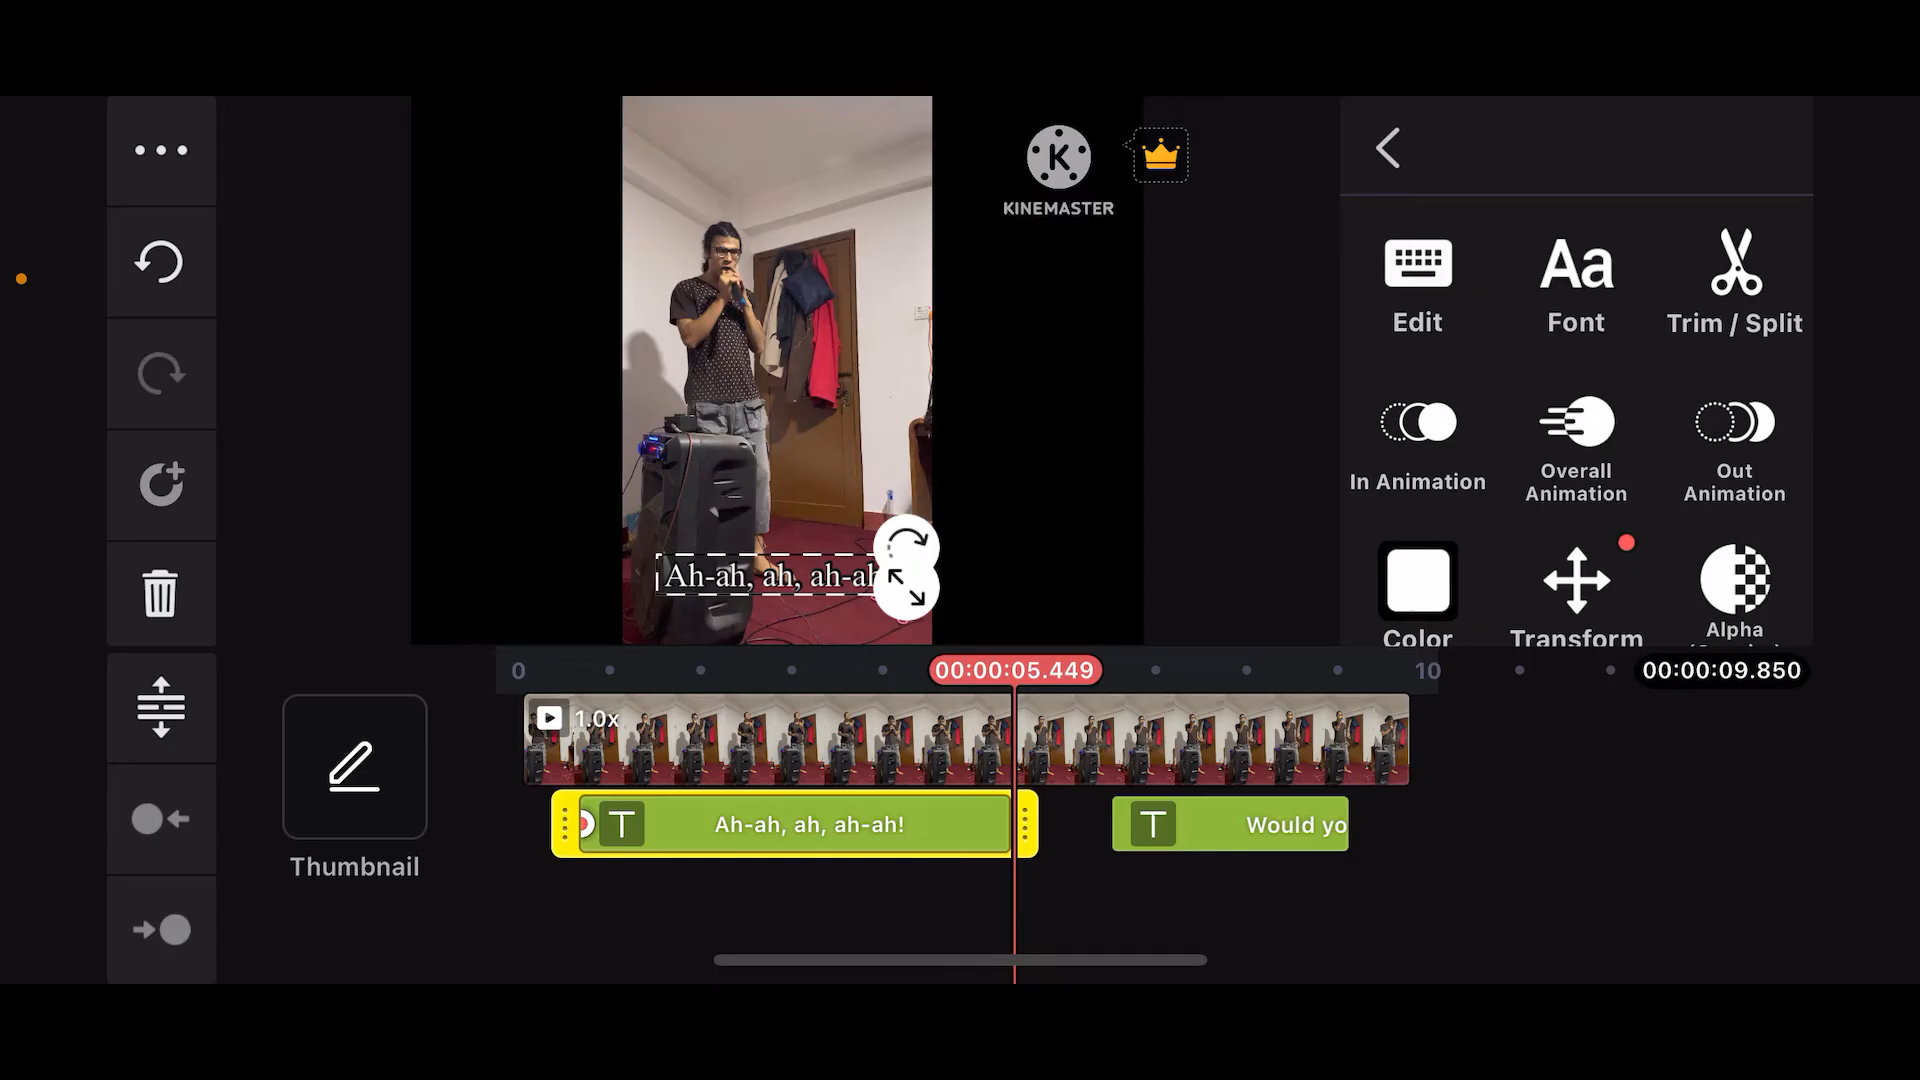 K
KINEMASTER
Edit
Font
Aa
Trim / Split
In Animation
Overall
Animation
Out
Animation
Color
Transform
Alpha
Ah-ah, ah, ah-ah
0
00:00:05.449
10
00:00:09.850
1.0x
T
Ah-ah, ah, ah-ah!
T
Would yo
Thumbnail